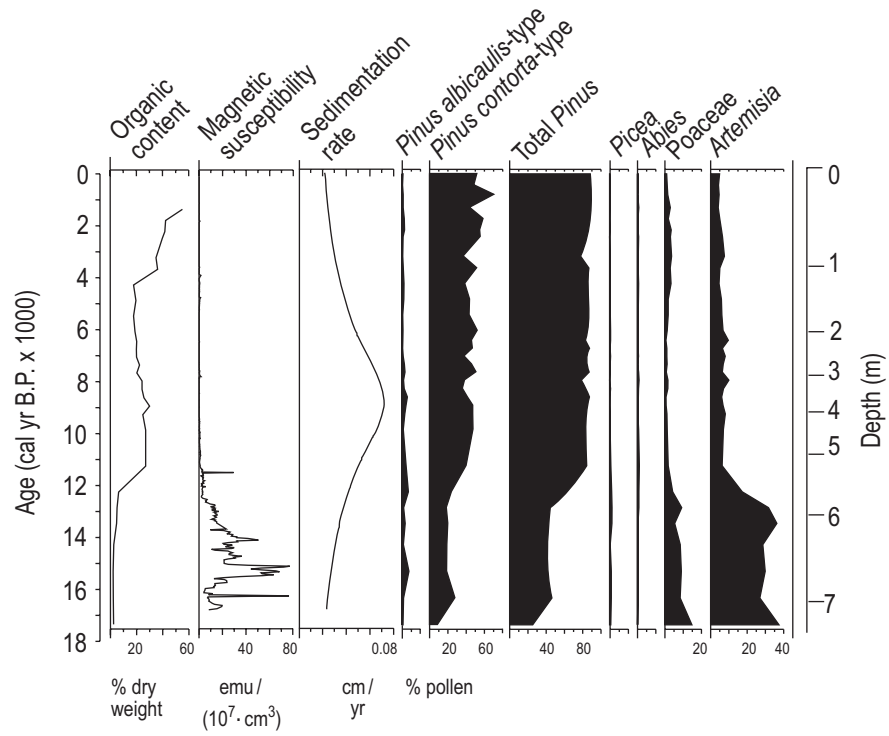 Organic
content
Magnetic
susceptibility
Sedimentation
rate
Pinus albicaulis-type
Pinus contorta-type
Total Pinus
Picea
Abies
Poaceae
Artemisia
Age (cal yr B.P. x 1000)
0
2
4
6
8
10
12
14
16
18
0
1
2
3
4
5
6
7
Depth (m)
20 60
0 40 80
0.08
20 60
40 80
20
20 40
% dry
weight
emu /
(10⁷· cm³)
cm /
yr
% pollen